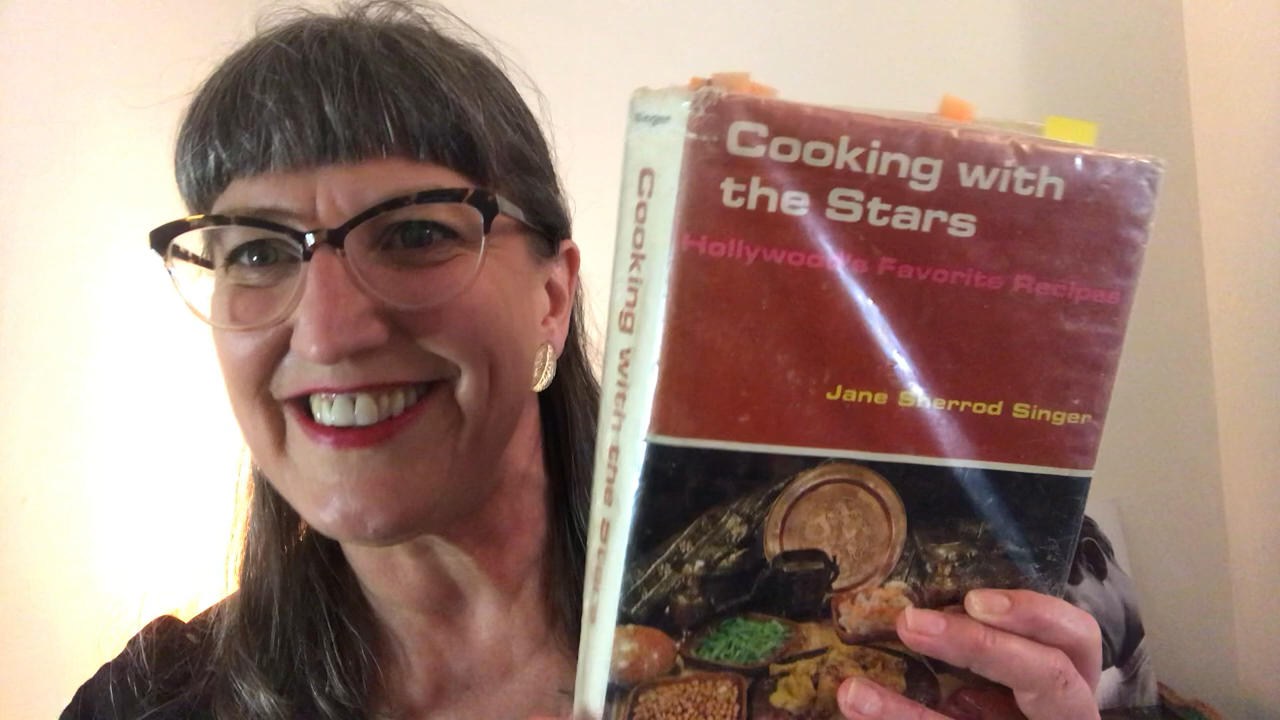 Singer
Cooking with the Stars
Cooking with
the Stars
Hollywood's Favorite Recipes
Jane Sherrod Singer